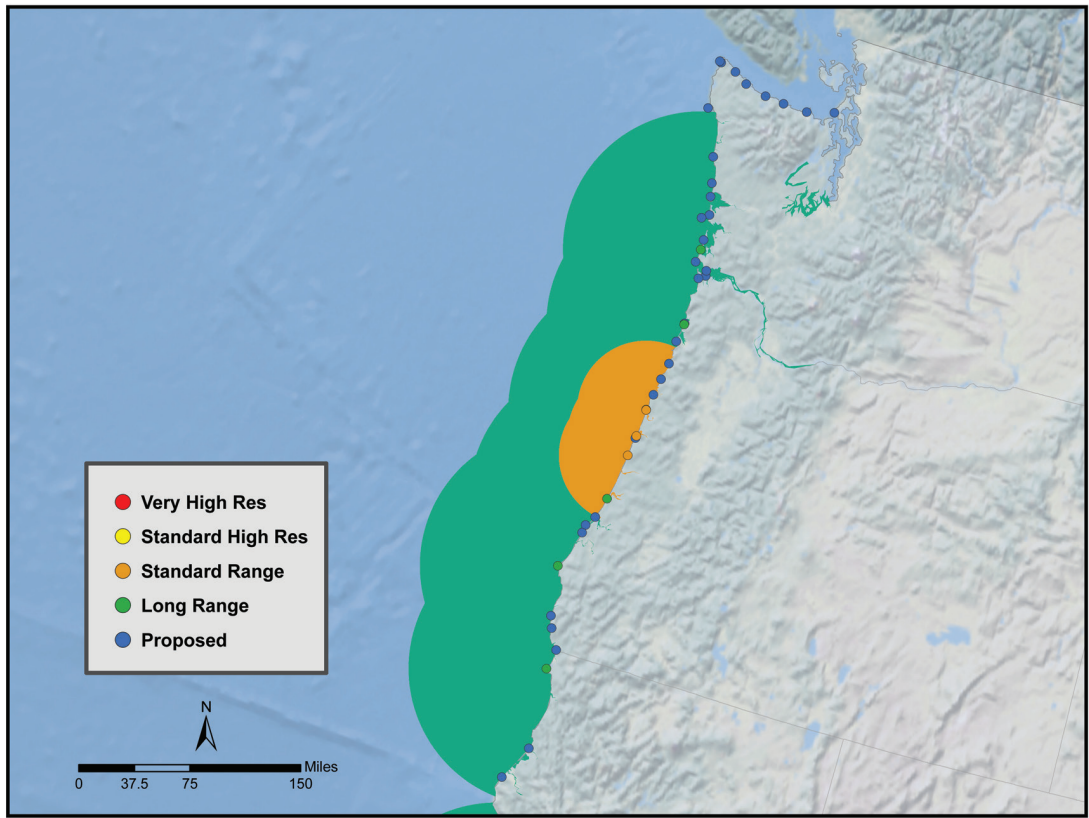 Very High Res
Standard High Res
Standard Range
Long Range
Proposed
N
Miles
0 37.5 75 150